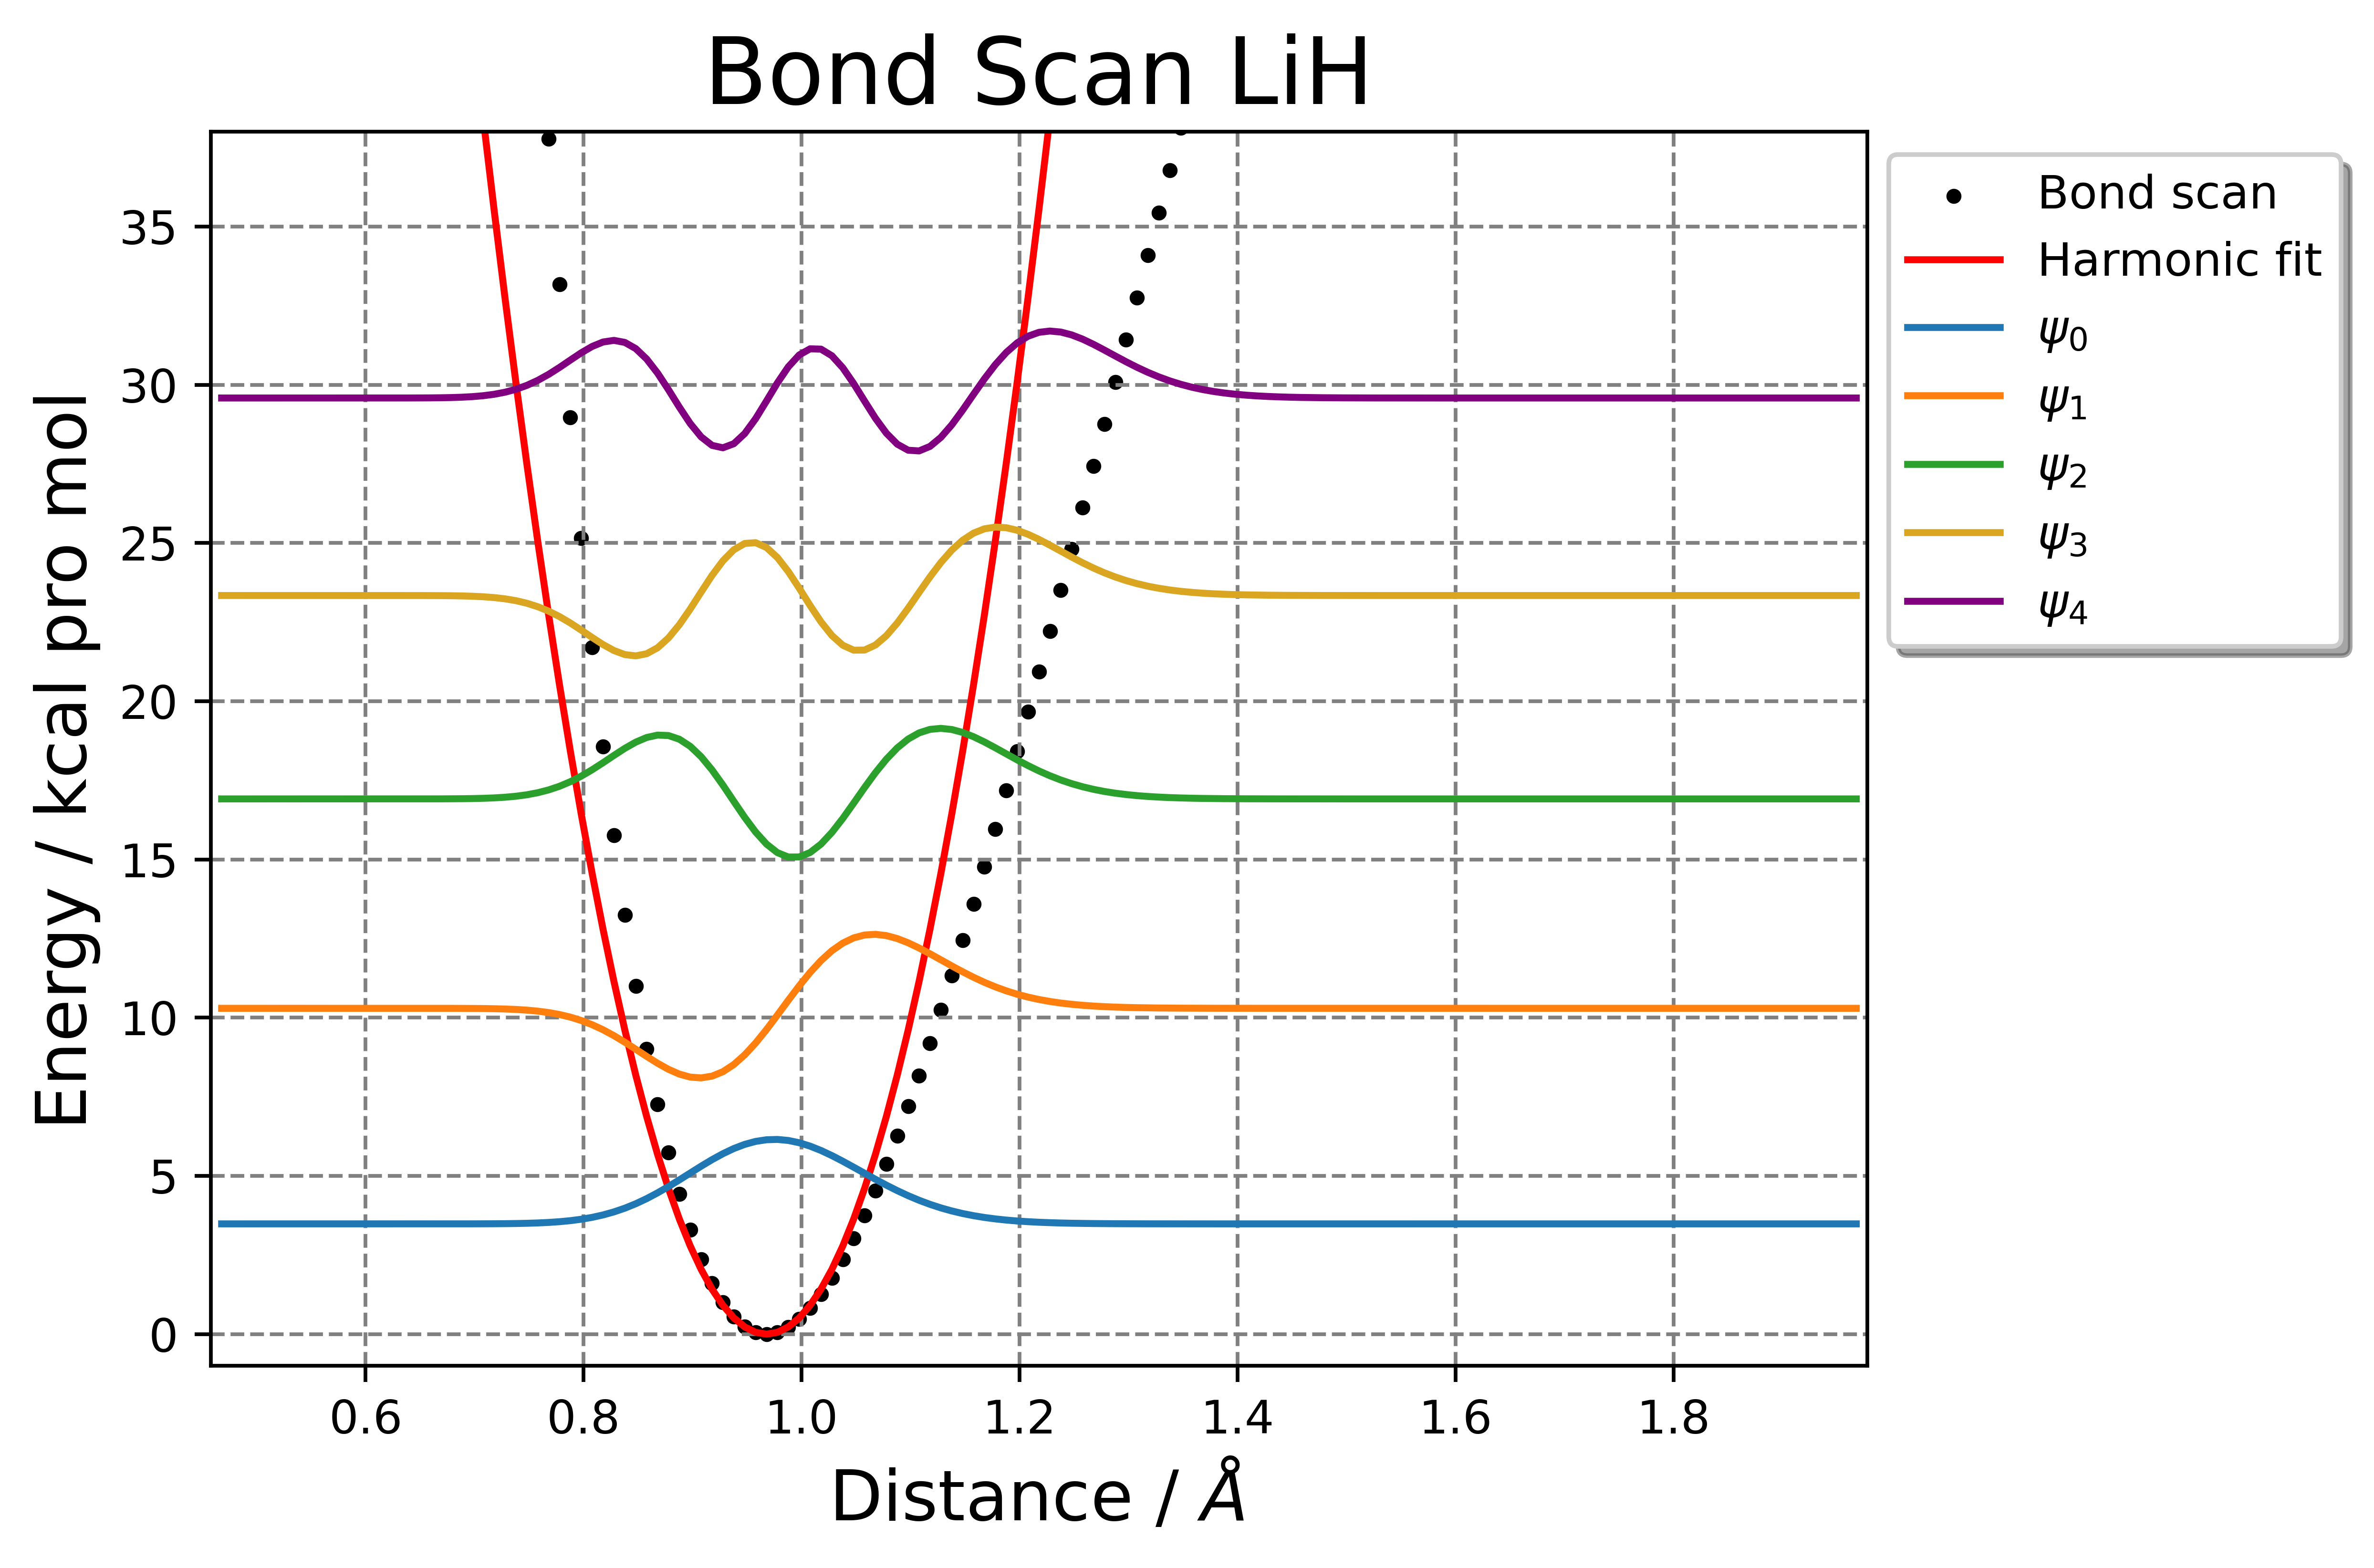 Bond Scan LiH
Energy / kcal pro mol
35
30
25
20
15
10
5
0
0.6 0.8 1.0 1.2 1.4 1.6 1.8
Distance / Å
Bond scan
Harmonic fit
ψ0
ψ1
ψ2
ψ3
ψ4